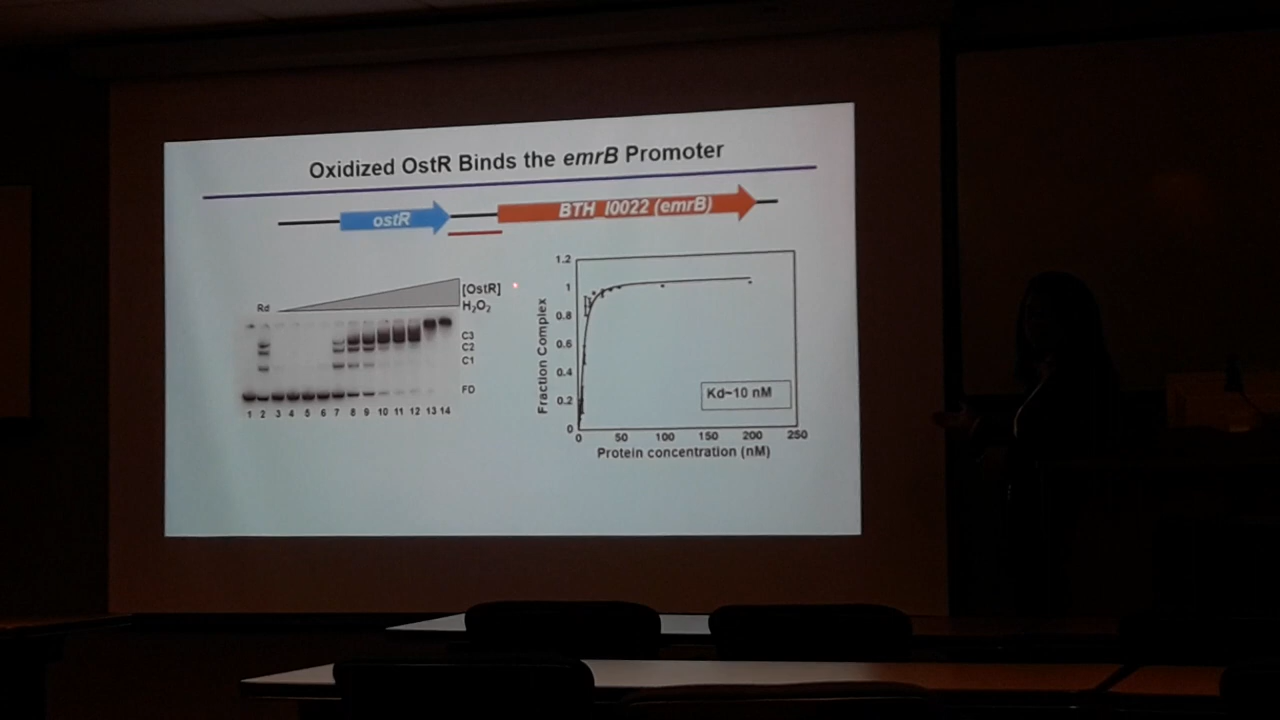 Oxidized OstR Binds the emrB Promoter
ostR
BTH_I0022 (emrB)
[OstR]
Rd
H₂O₂
C3
C2
C1
FD
1 2 3 4 5 6 7 8 9 10 11 12 13 14
Fraction Complex
1.2
1
0.8
0.6
0.4
0.2
0
Kd~10 nM
0 50 100 150 200 250
Protein concentration (nM)